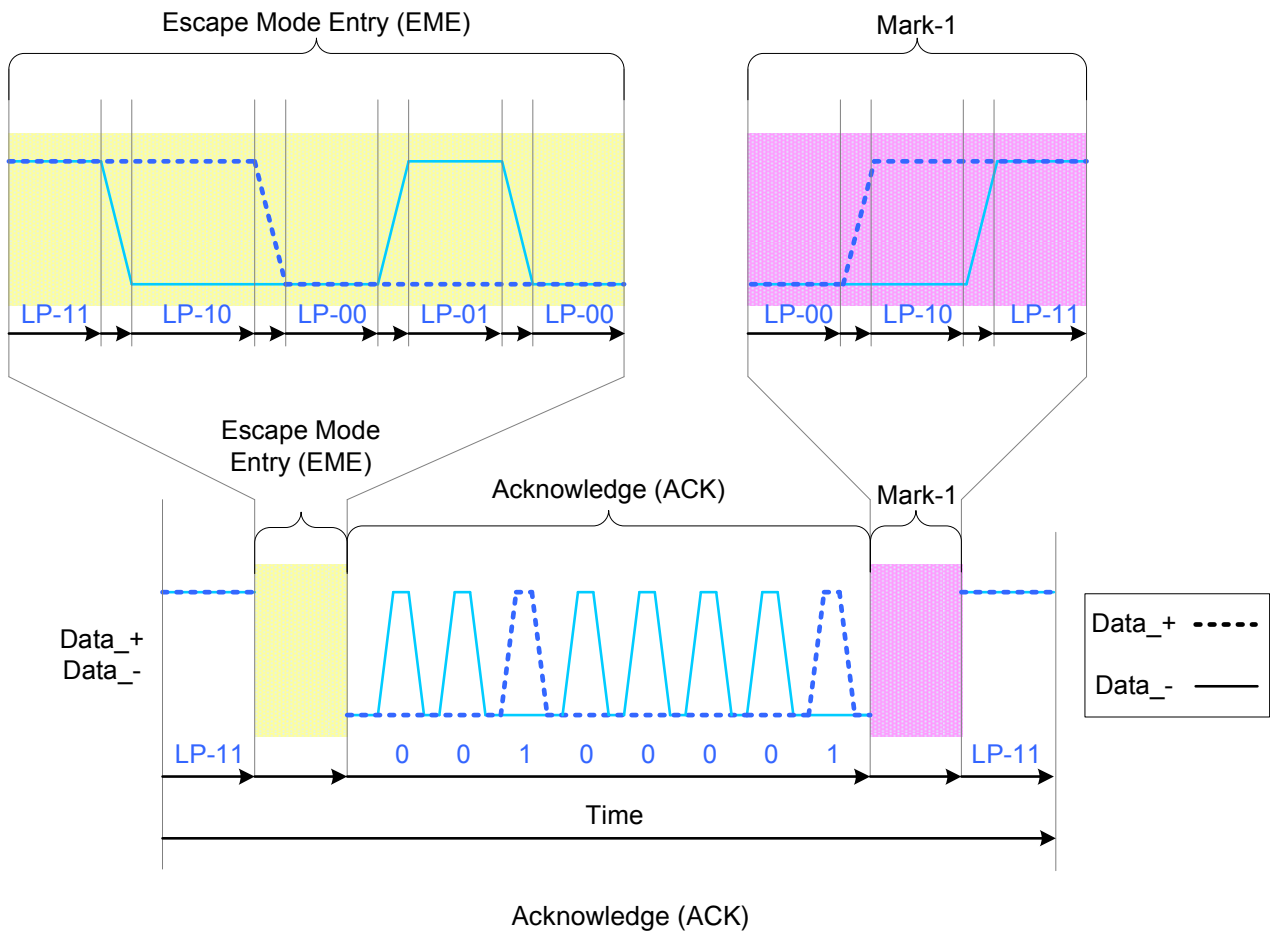 Escape Mode Entry (EME)
Mark-1
LP-11 LP-10 LP-00 LP-01 LP-00
LP-00 LP-10 LP-11
Escape Mode
Entry (EME)
Acknowledge (ACK)
Mark-1
Data_+
Data_-
LP-11 0 0 1 0 0 0 0 1 LP-11
Time
Data_+
Data_-
Acknowledge (ACK)